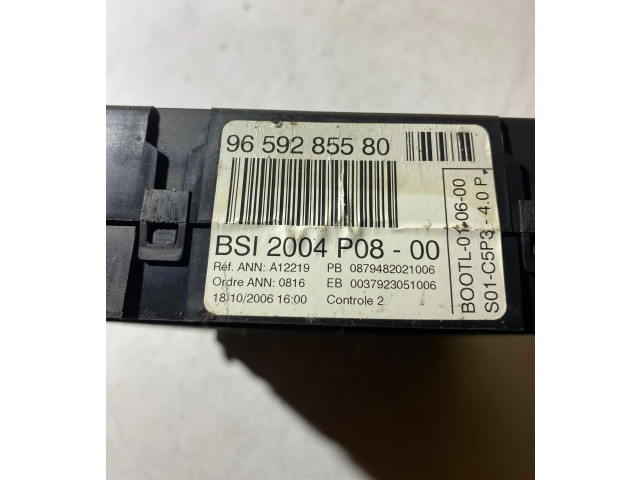 96 592 855 80
BSI 2004 P08 - 00
Réf. ANN: A12219 PB 0879482021006
Ordre ANN: 0816 EB 0037923051006
18/10/2006 16:00 Controle 2
BOOTL-01-06-00
S01-C5P3 - 4.0 P